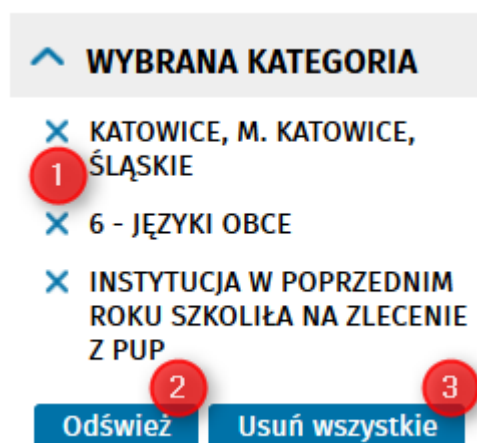 WYBRANA KATEGORIA
KATOWICE, M. KATOWICE,
1
ŚLĄSKIE
6 - JĘZYKI OBCE
INSTYTUCJA W POPRZEDNIM
ROKU SZKOLIŁA NA ZLECENIE
Z PUP
2 3
Odśwież Usuń wszystkie